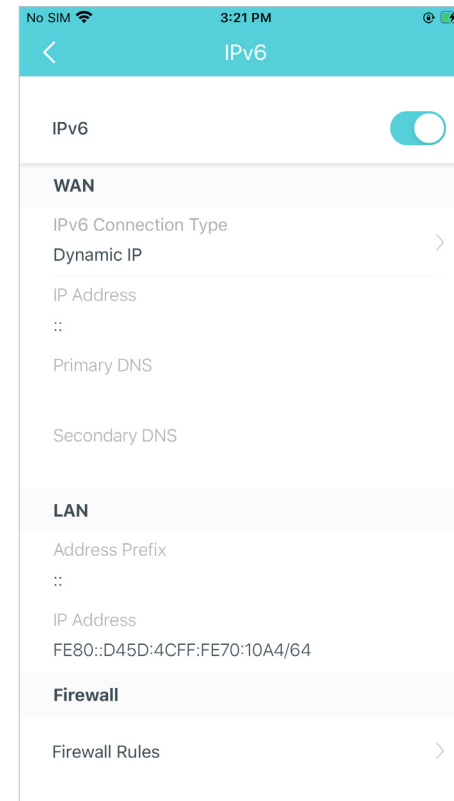 No SIM 3:21 PM
IPv6
IPv6
WAN
IPv6 Connection Type
Dynamic IP
IP Address
::
Primary DNS
Secondary DNS
LAN
Address Prefix
::
IP Address
FE80::D45D:4CFF:FE70:10A4/64
Firewall
Firewall Rules